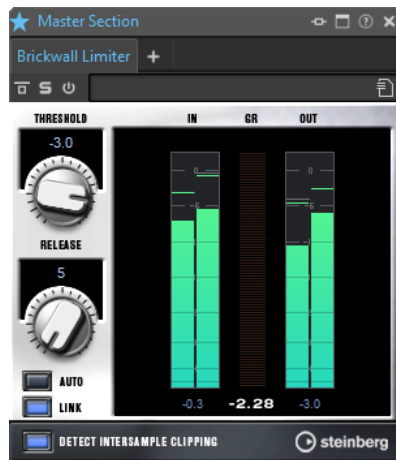 Master Section
Brickwall Limiter +
THRESHOLD IN GR OUT
-3.0
0 0
-6 -6
RELEASE
5
AUTO
LINK
-0.3 -2.28 -3.0
DETECT INTERSAMPLE CLIPPING steinberg